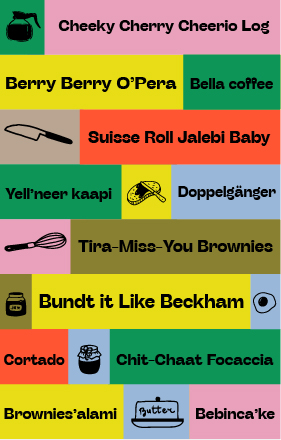 Cheeky Cherry Cheerio Log
Berry Berry O'Pera
Bella coffee
Suisse Roll Jalebi Baby
Yell'neer kaapi
Doppelgänger
Tira-Miss-You Brownies
Bundt it Like Beckham
Cortado
Chit-Chaat Focaccia
Brownies'alami
Butter
Bebinca'ke